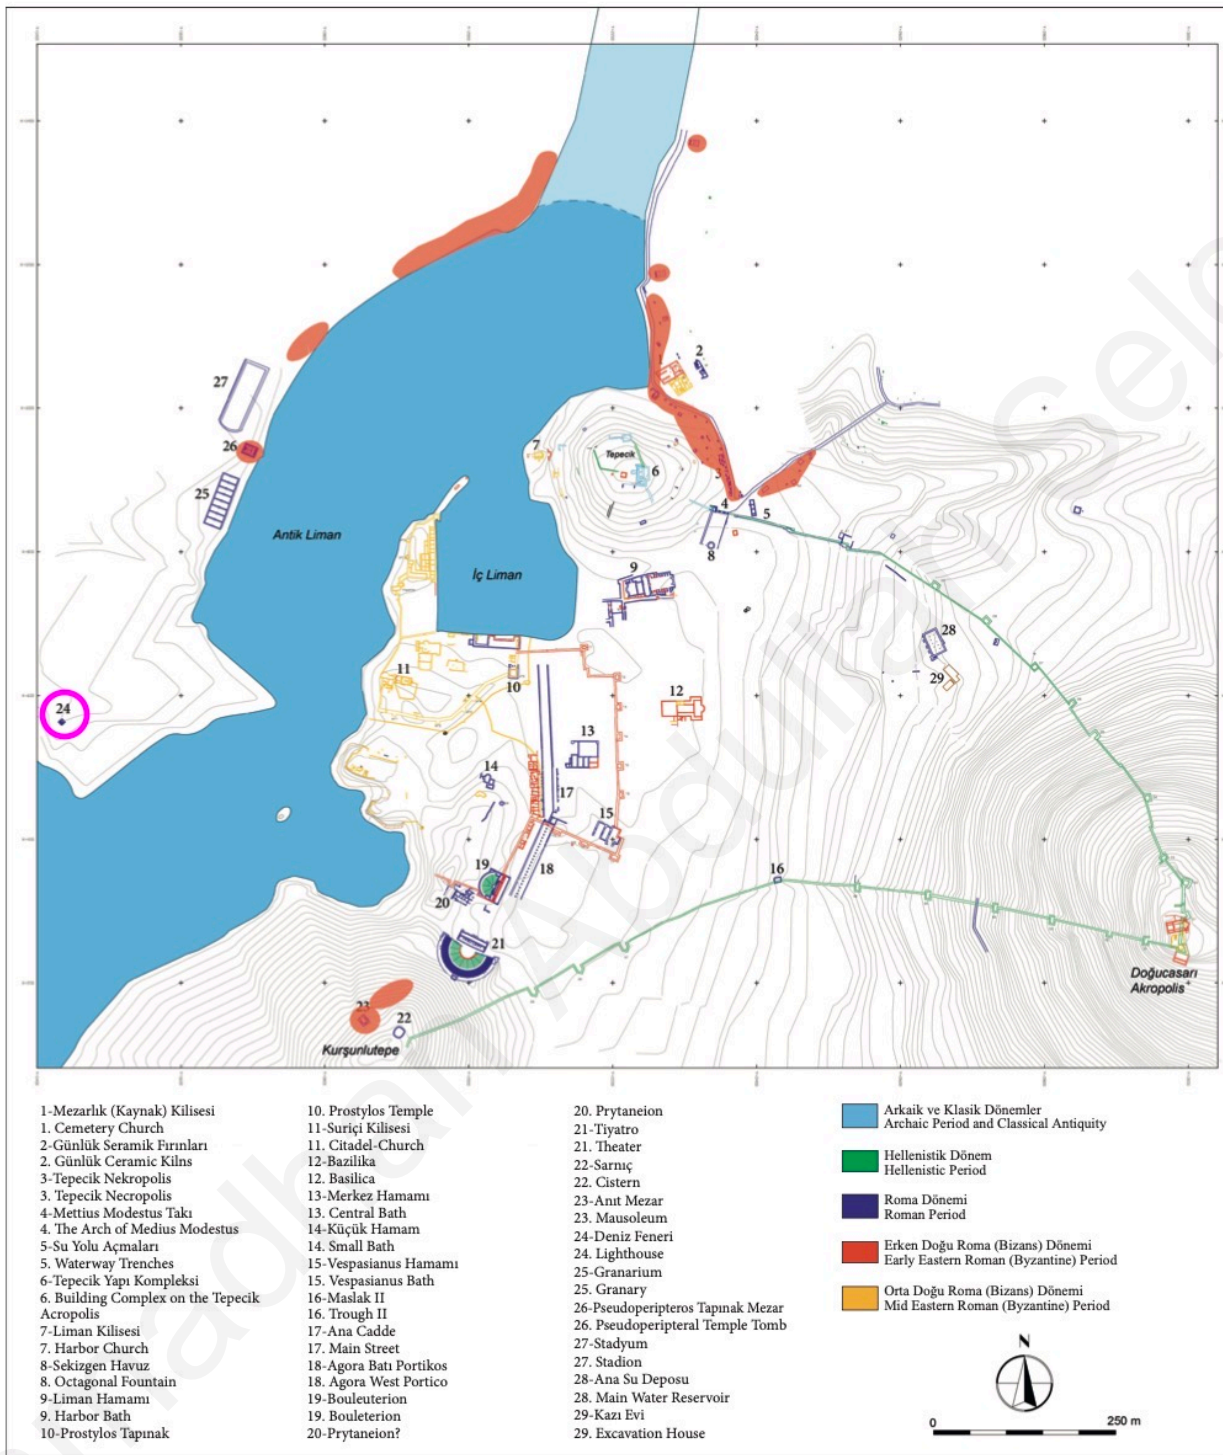 27
2
7
Tepecik
6
26
25
4
5
8
Antik Liman
İç Liman
9
28
29
11
10
12
24
13
14
17
15
16
19
18
20
21
Doğucasarı
Akropolis
23
22
Kurşunlutepe
1-Mezarlık (Kaynak) Kilisesi
1. Cemetery Church
2-Günlük Seramik Fırınları
2. Günlük Ceramic Kilns
3-Tepecik Nekropolis
3. Tepecik Necropolis
4-Mettius Modestus Takı
4. The Arch of Medius Modestus
5-Su Yolu Açmaları
5. Waterway Trenches
6-Tepecik Yapı Kompleksi
6. Building Complex on the Tepecik
Acropolis
7-Liman Kilisesi
7. Harbor Church
8-Sekizgen Havuz
8. Octagonal Fountain
9-Liman Hamamı
9. Harbor Bath
10-Prostylos Tapınak
10. Prostylos Temple
11-Suriçi Kilisesi
11. Citadel-Church
12-Bazilika
12. Basilica
13-Merkez Hamamı
13. Central Bath
14-Küçük Hamam
14. Small Bath
15-Vespasianus Hamamı
15. Vespasianus Bath
16-Maslak II
16. Trough II
17-Ana Cadde
17. Main Street
18-Agora Batı Portikos
18. Agora West Portico
19-Bouleuterion
19. Bouleterion
20-Prytaneion?
20. Prytaneion
21-Tiyatro
21. Theater
22-Sarnıç
22. Cistern
23-Anıt Mezar
23. Mausoleum
24-Deniz Feneri
24. Lighthouse
25-Granarium
25. Granary
26-Pseudoperipteros Tapınak Mezar
26. Pseudoperipteral Temple Tomb
27-Stadyum
27. Stadion
28-Ana Su Deposu
28. Main Water Reservoir
29-Kazı Evi
29. Excavation House
Arkaik ve Klasik Dönemler
Archaic Period and Classical Antiquity
Hellenistik Dönem
Hellenistic Period
Roma Dönemi
Roman Period
Erken Doğu Roma (Bizans) Dönemi
Early Eastern Roman (Byzantine) Period
Orta Doğu Roma (Bizans) Dönemi
Mid Eastern Roman (Byzantine) Period
N
0 250 m